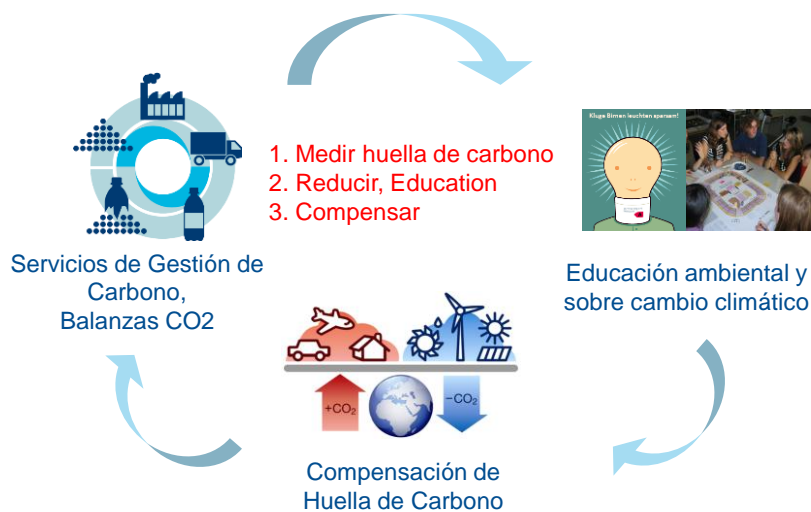 Kluge Birnen leuchten sparsam!
1. Medir huella de carbono
2. Reducir, Education
3. Compensar
Servicios de Gestión de
Carbono,
Balanzas CO2
Educación ambiental y
sobre cambio climático
+CO₂
−CO₂
Compensación de
Huella de Carbono